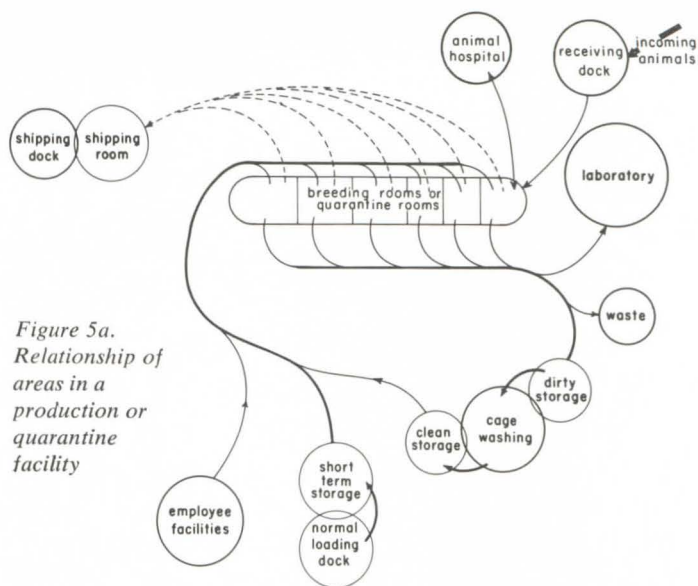 animal
hospital
receiving
dock
incoming
animals
shipping
dock
shipping
room
breeding rooms or
quarantine rooms
laboratory
waste
Figure 5a.
Relationship of
areas in a
production or
quarantine
facility
dirty
storage
cage
washing
clean
storage
short
term
storage
employee
facilities
normal
loading
dock